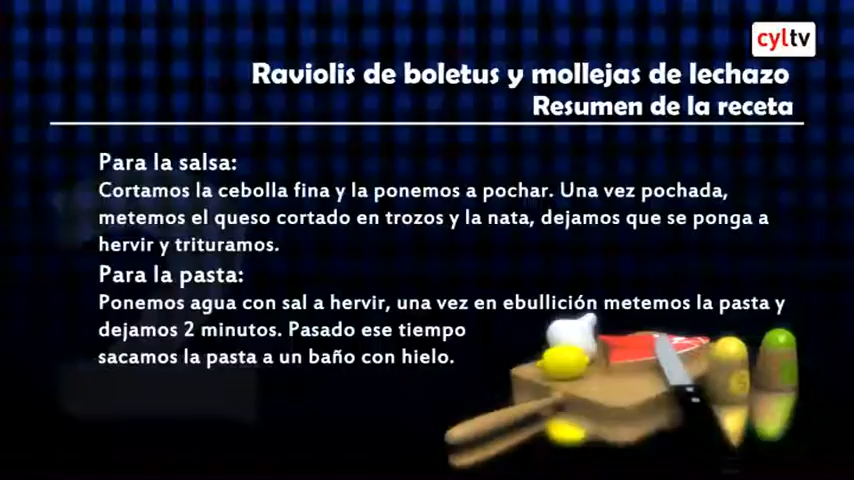 cyltv
Raviolis de boletus y mollejas de lechazo
Resumen de la receta
Para la salsa:
Cortamos la cebolla fina y la ponemos a pochar. Una vez pochada,
metemos el queso cortado en trozos y la nata, dejamos que se ponga a
hervir y trituramos.
Para la pasta:
Ponemos agua con sal a hervir, una vez en ebullición metemos la pasta y
dejamos 2 minutos. Pasado ese tiempo
sacamos la pasta a un baño con hielo.